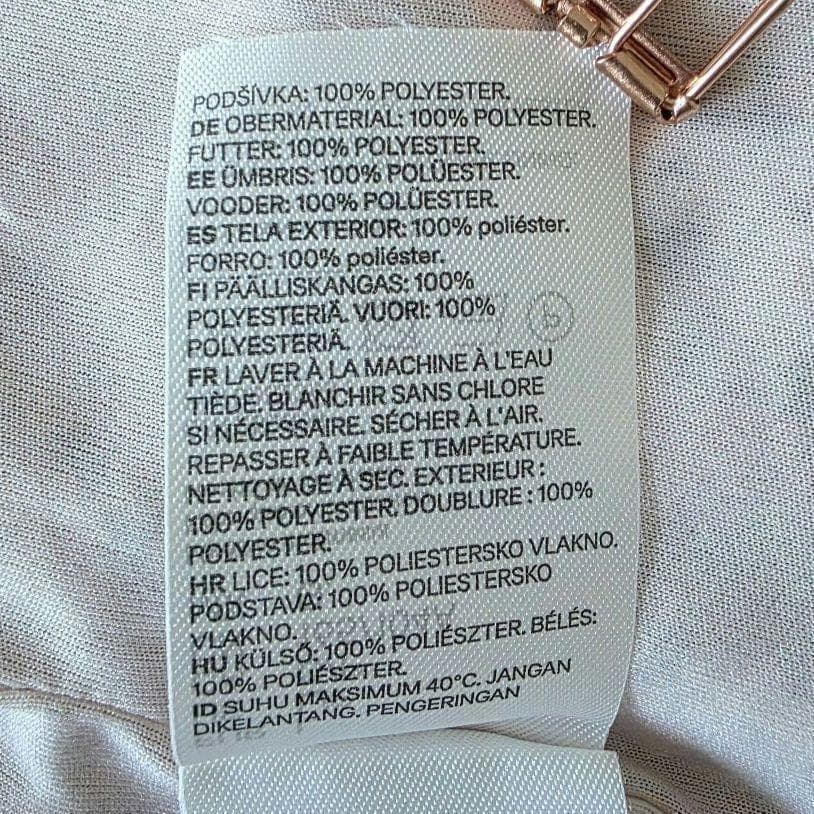 PODŠÍVKA: 100% POLYESTER.
DE OBERMATERIAL: 100% POLYESTER.
FUTTER: 100% POLYESTER.
EE ÜMBRIS: 100% POLÜESTER.
VOODER: 100% POLÜESTER.
ES TELA EXTERIOR: 100% poliéster.
FORRO: 100% poliéster.
FI PÄÄLLISKANGAS: 100%
POLYESTERIÄ. VUORI: 100%
POLYESTERIÄ.
FR LAVER À LA MACHINE À L'EAU
TIÈDE. BLANCHIR SANS CHLORE
SI NÉCESSAIRE. SÉCHER À L'AIR.
REPASSER À FAIBLE TEMPÉRATURE.
NETTOYAGE À SEC. EXTERIEUR :
100% POLYESTER. DOUBLURE : 100%
POLYESTER.
HR LICE: 100% POLIESTERSKO VLAKNO.
PODSTAVA: 100% POLIESTERSKO
VLAKNO.
HU KÜLSŐ: 100% POLIÉSZTER. BÉLÉS:
100% POLIÉSZTER.
ID SUHU MAKSIMUM 40°C. JANGAN
DIKELANTANG. PENGERINGAN